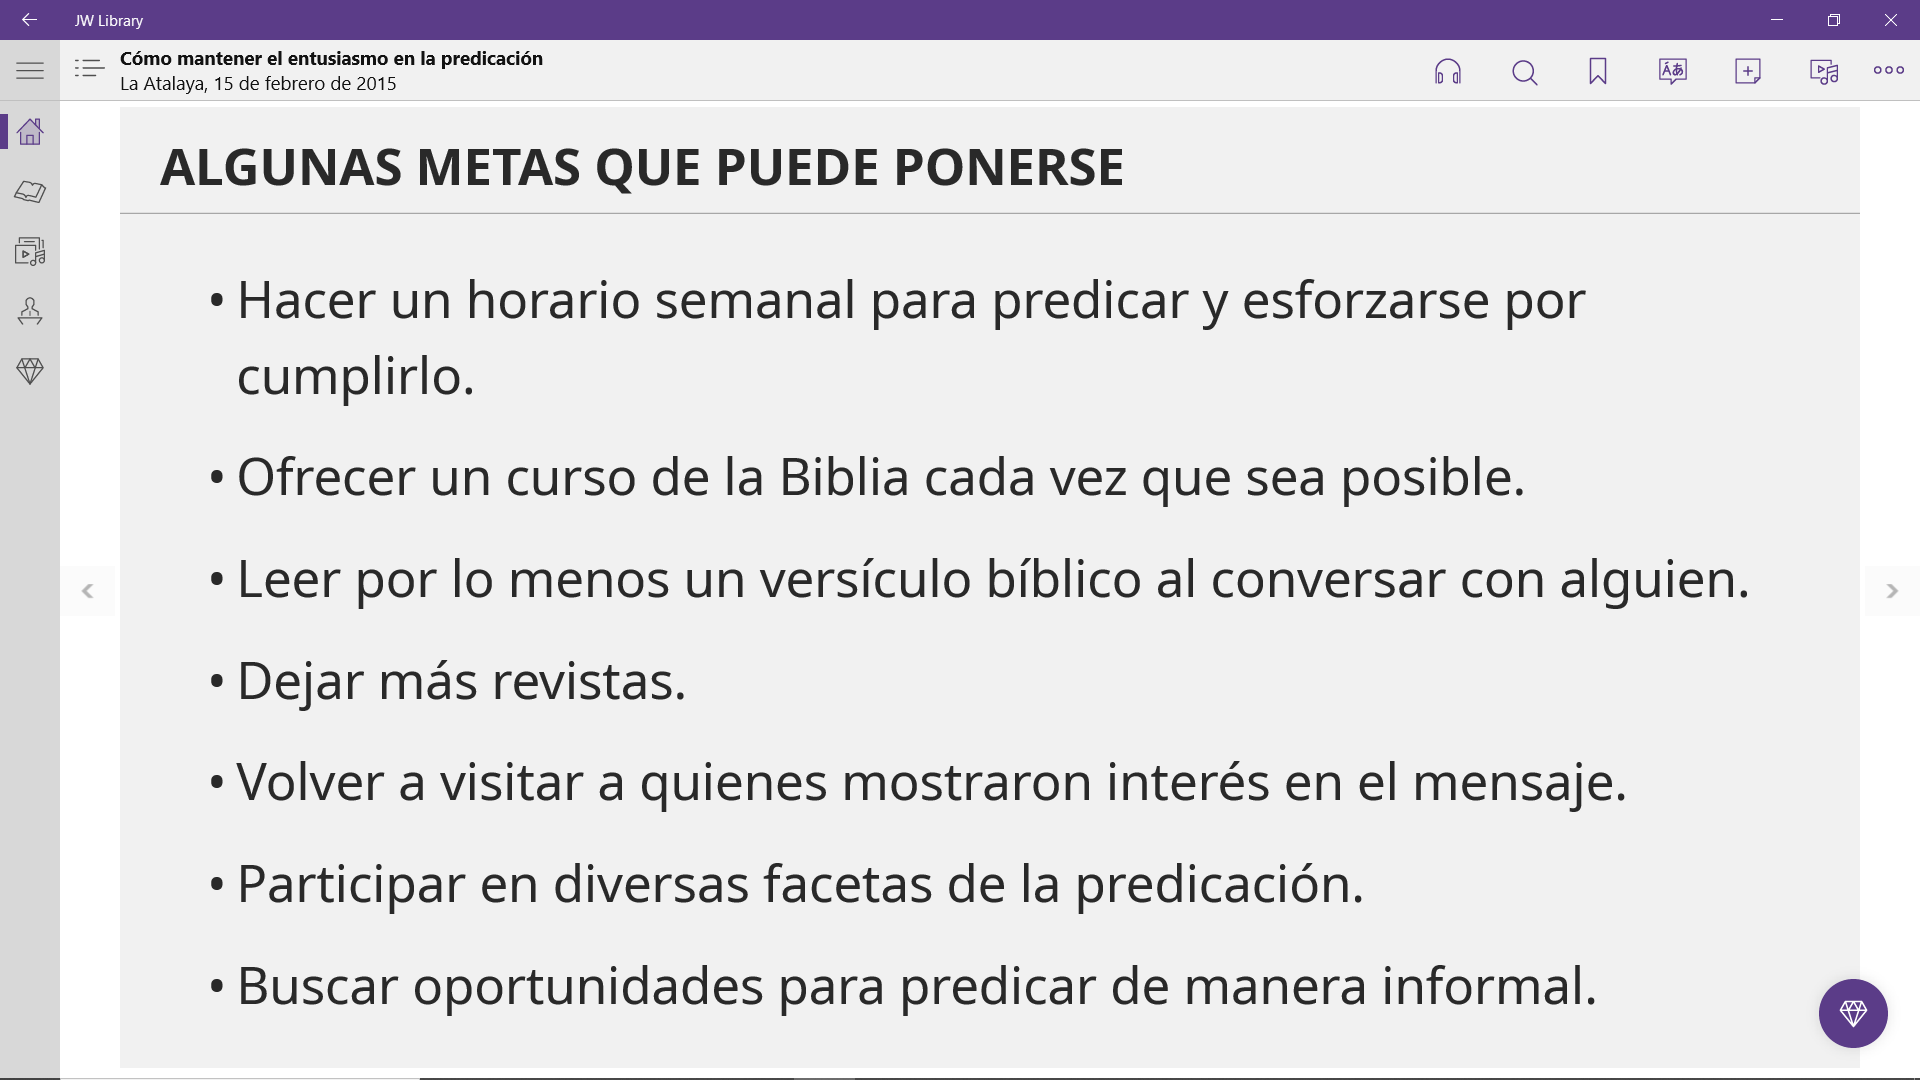 JW Library
Cómo mantener el entusiasmo en la predicación
La Atalaya, 15 de febrero de 2015
ALGUNAS METAS QUE PUEDE PONERSE
• Hacer un horario semanal para predicar y esforzarse por
cumplirlo.
• Ofrecer un curso de la Biblia cada vez que sea posible.
• Leer por lo menos un versículo bíblico al conversar con alguien.
• Dejar más revistas.
• Volver a visitar a quienes mostraron interés en el mensaje.
• Participar en diversas facetas de la predicación.
• Buscar oportunidades para predicar de manera informal.